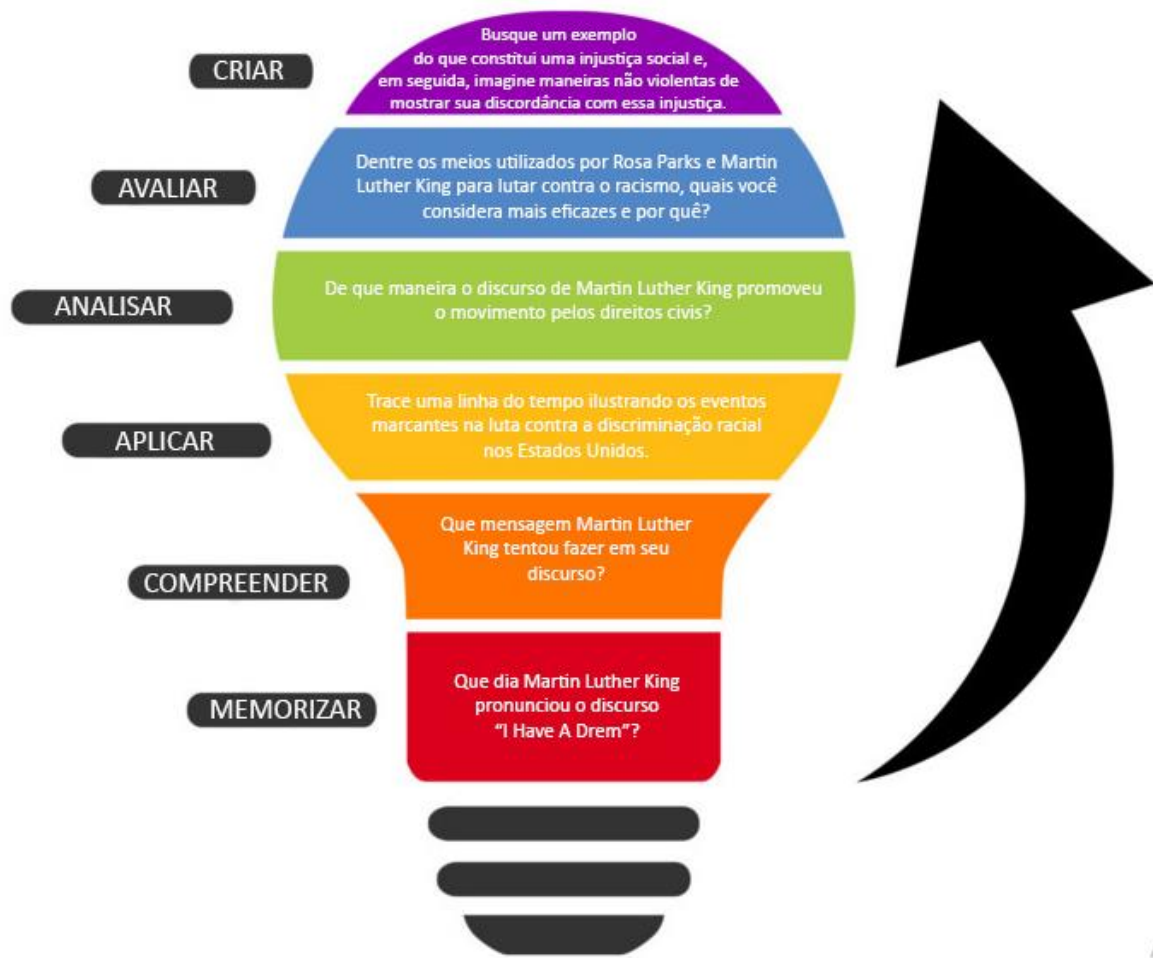 CRIAR
Busque um exemplo
do que constitui uma injustiça social e,
em seguida, imagine maneiras não violentas de
mostrar sua discordância com essa injustiça.
AVALIAR
Dentre os meios utilizados por Rosa Parks e Martin
Luther King para lutar contra o racismo, quais você
considera mais eficazes e por quê?
ANALISAR
De que maneira o discurso de Martin Luther King promoveu
o movimento pelos direitos civis?
APLICAR
Trace uma linha do tempo ilustrando os eventos
marcantes na luta contra a discriminação racial
nos Estados Unidos.
COMPREENDER
Que mensagem Martin Luther
King tentou fazer em seu
discurso?
MEMORIZAR
Que dia Martin Luther King
pronunciou o discurso
“I Have A Drem”?